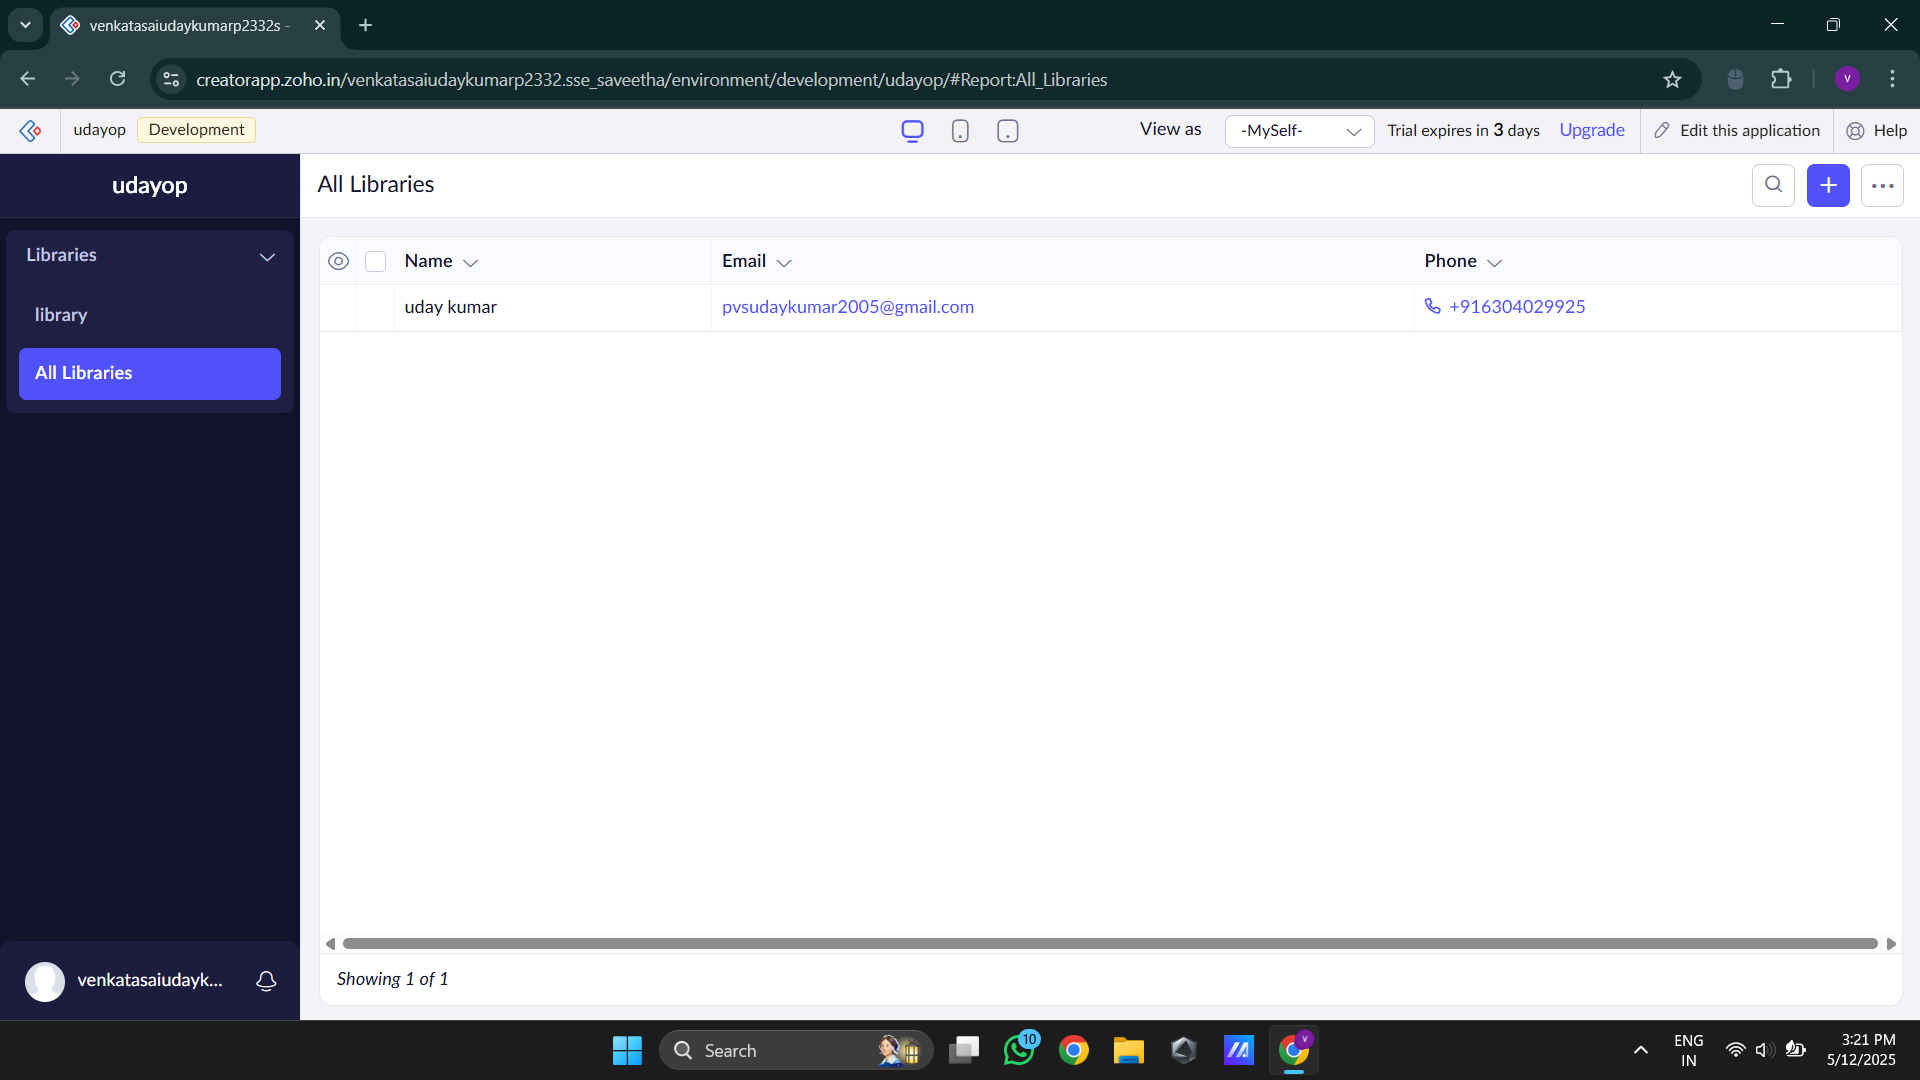 venkatasaiudaykumarp2332s -
creatorapp.zoho.in/venkatasaiudaykumarp2332.sse_saveetha/environment/development/udayop/#Report:All_Libraries
V
udayop Development View as -MySelf- Trial expires in 3 days Upgrade Edit this application Help
udayop
All Libraries
Libraries
library
All Libraries
Name Email Phone
uday kumar pvsudaykumar2005@gmail.com +916304029925
Showing 1 of 1
venkatasaiudayk...
Search
10
V
ENG
IN
3:21 PM
5/12/2025